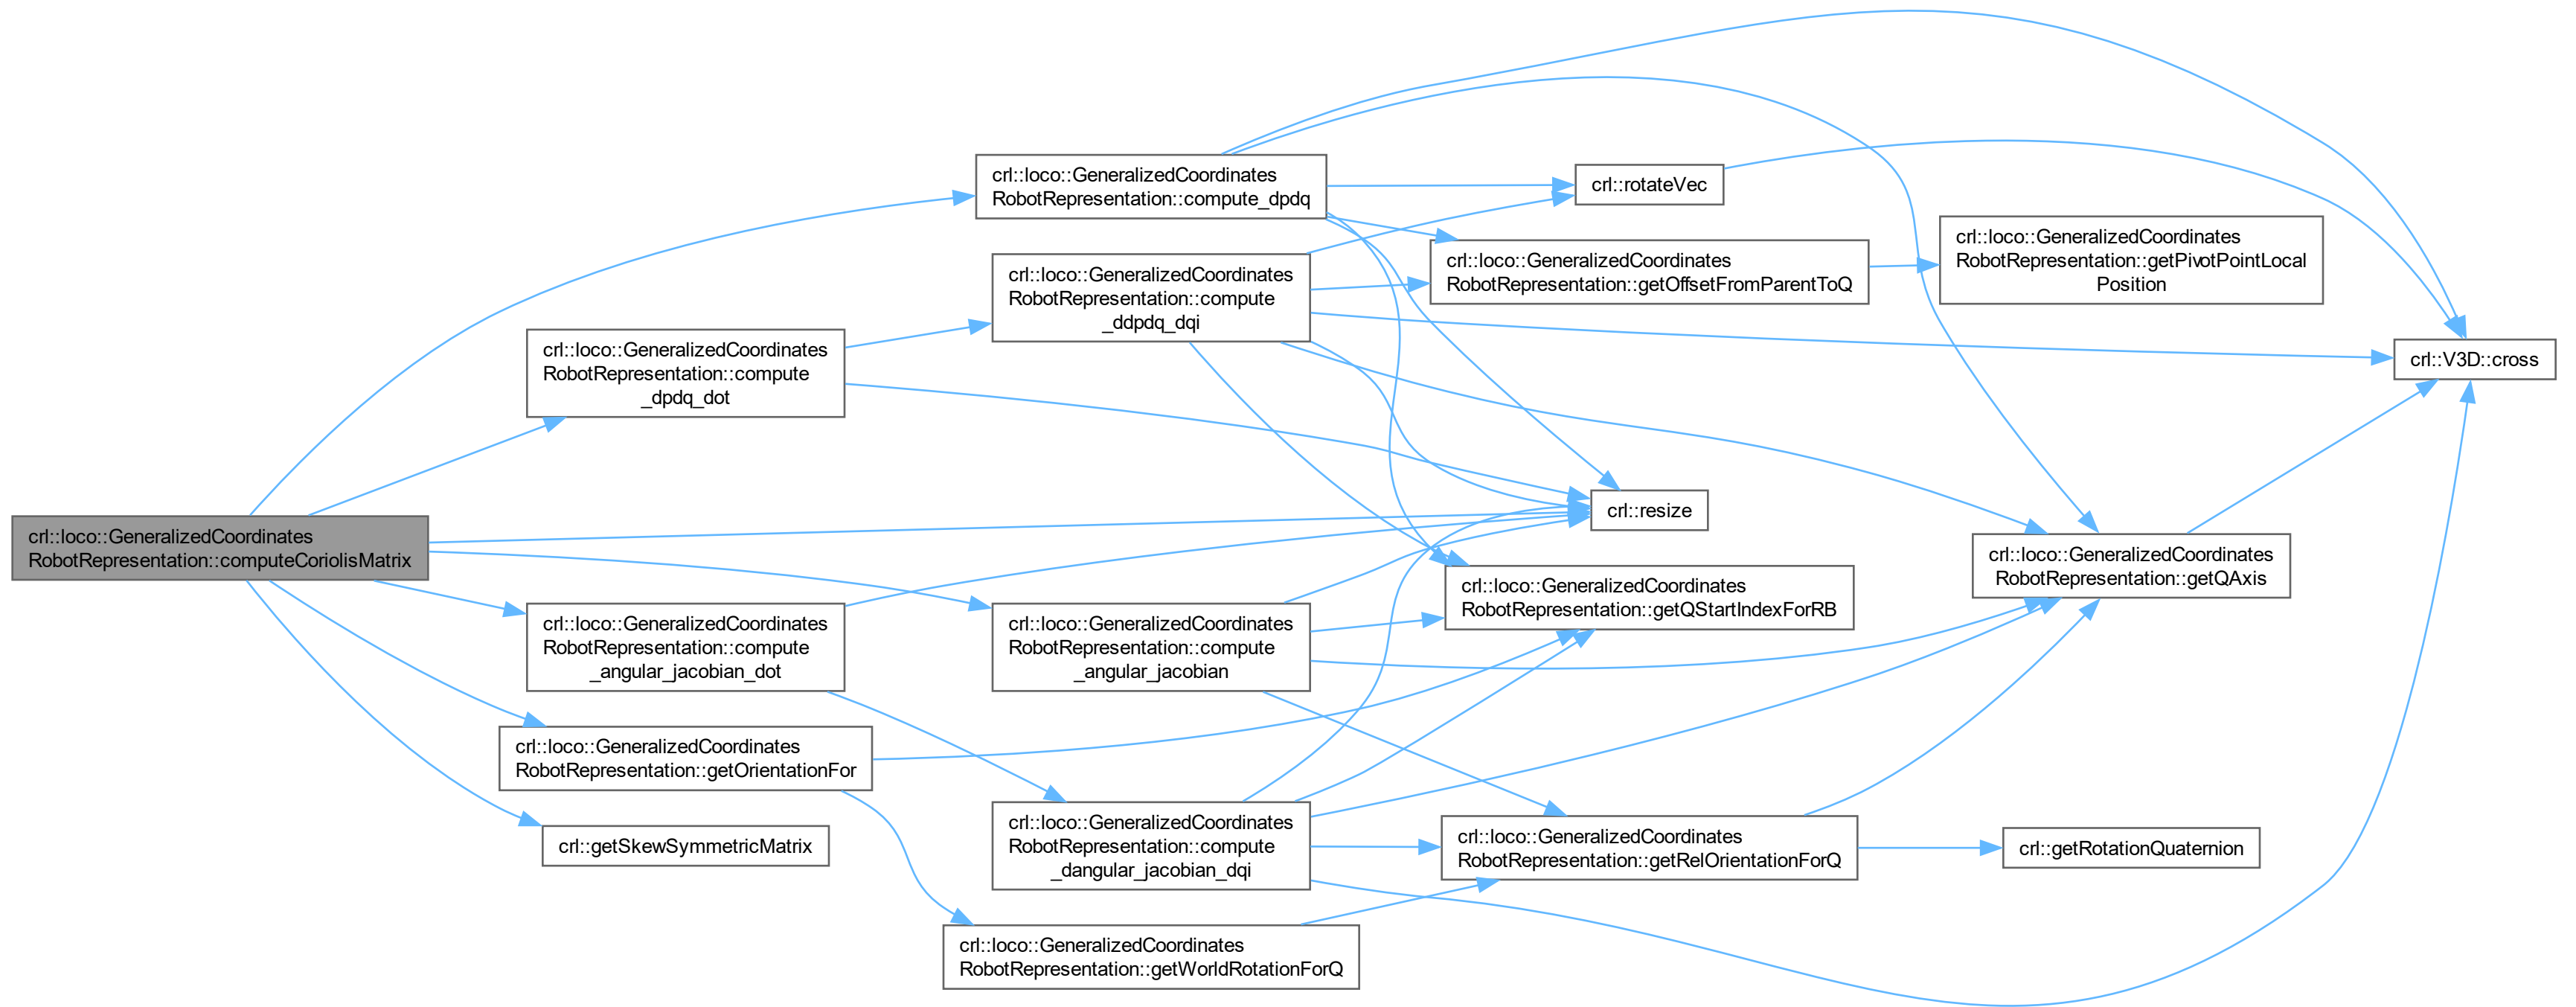 crl::loco::GeneralizedCoordinates
RobotRepresentation::computeCoriolisMatrix
crl::loco::GeneralizedCoordinates
RobotRepresentation::compute_dpdq
crl::loco::GeneralizedCoordinates
RobotRepresentation::compute
_dpdq_dot
crl::loco::GeneralizedCoordinates
RobotRepresentation::compute
_ddpdq_dqi
crl::loco::GeneralizedCoordinates
RobotRepresentation::compute
_angular_jacobian_dot
crl::loco::GeneralizedCoordinates
RobotRepresentation::compute
_angular_jacobian
crl::loco::GeneralizedCoordinates
RobotRepresentation::getOrientationFor
crl::getSkewSymmetricMatrix
crl::loco::GeneralizedCoordinates
RobotRepresentation::compute
_dangular_jacobian_dqi
crl::loco::GeneralizedCoordinates
RobotRepresentation::getWorldRotationForQ
crl::rotateVec
crl::loco::GeneralizedCoordinates
RobotRepresentation::getOffsetFromParentToQ
crl::loco::GeneralizedCoordinates
RobotRepresentation::getPivotPointLocal
Position
crl::V3D::cross
crl::resize
crl::loco::GeneralizedCoordinates
RobotRepresentation::getQStartIndexForRB
crl::loco::GeneralizedCoordinates
RobotRepresentation::getQAxis
crl::loco::GeneralizedCoordinates
RobotRepresentation::getRelOrientationForQ
crl::getRotationQuaternion